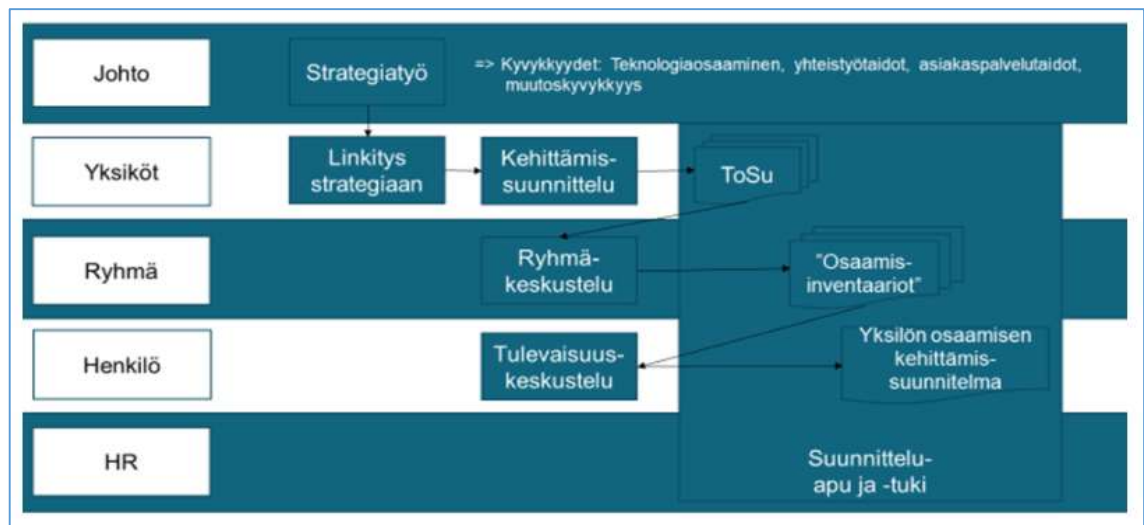 Johto
Strategiatyö
=> Kyvykkyydet: Teknologiaosaaminen, yhteistyötaidot, asiakaspalvelutaidot,
muutoskyvykkyys
Yksiköt
Linkitys
strategiaan
Kehittämis-
suunnittelu
ToSu
Ryhmä
Ryhmä-
keskustelu
"Osaamis-
inventaariot"
Henkilö
Tulevaisuus-
keskustelu
Yksilön osaamisen
kehittämis-
suunnitelma
HR
Suunnittelu-
apu ja -tuki